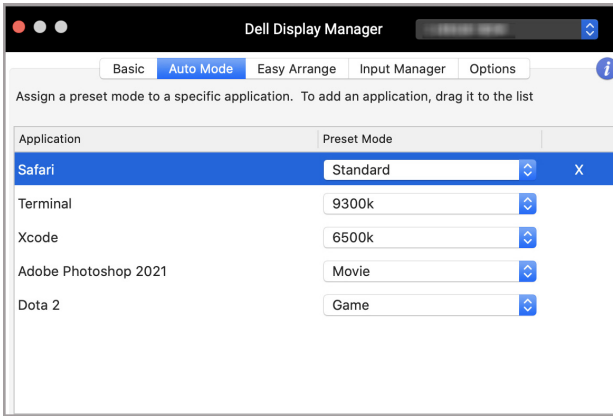 Dell Display Manager
Basic Auto Mode Easy Arrange Input Manager Options i
Assign a preset mode to a specific application. To add an application, drag it to the list
Application Preset Mode
Safari Standard X
Terminal 9300k
Xcode 6500k
Adobe Photoshop 2021 Movie
Dota 2 Game